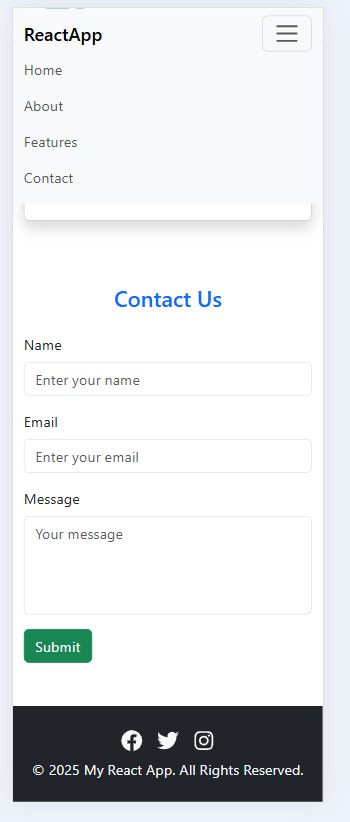 ReactApp
Home
About
Features
Contact
Contact Us
Name
Enter your name
Email
Enter your email
Message
Your message
Submit
© 2025 My React App. All Rights Reserved.